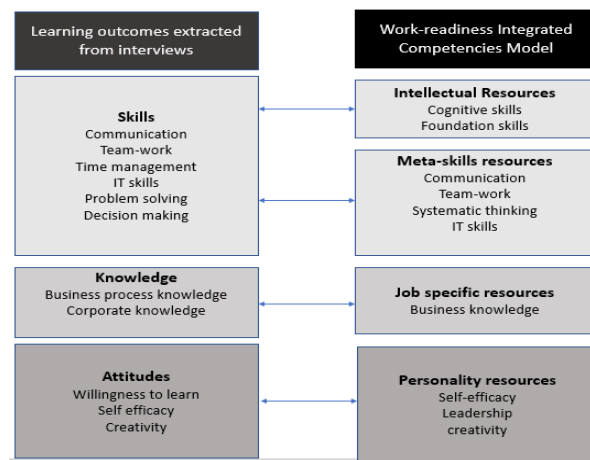 Learning outcomes extracted
from interviews
Skills
Communication
Team-work
Time management
IT skills
Problem solving
Decision making
Knowledge
Business process knowledge
Corporate knowledge
Attitudes
Willingness to learn
Self efficacy
Creativity
Work-readiness Integrated
Competencies Model
Intellectual Resources
Cognitive skills
Foundation skills
Meta-skills resources
Communication
Team-work
Systematic thinking
IT skills
Job specific resources
Business knowledge
Personality resources
Self-efficacy
Leadership
creativity